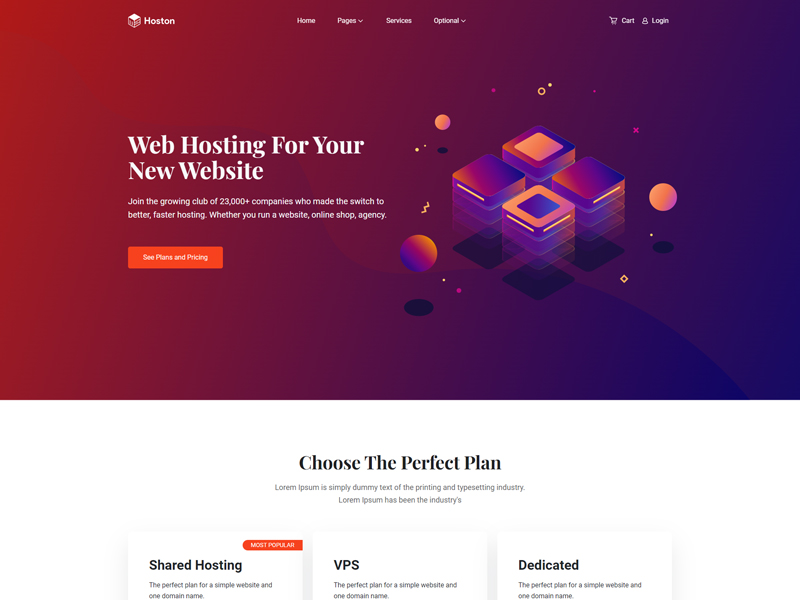 Hoston
Home Pages Services Optional Cart Login
Web Hosting For Your
New Website
Join the growing club of 23,000+ companies who made the switch to
better, faster hosting. Whether you run a website, online shop, agency.
See Plans and Pricing
Choose The Perfect Plan
Lorem Ipsum is simply dummy text of the printing and typesetting industry.
Lorem Ipsum has been the industry's
MOST POPULAR
Shared Hosting
The perfect plan for a simple website and
one domain name.
VPS
The perfect plan for a simple website and
one domain name.
Dedicated
The perfect plan for a simple website and
one domain name.